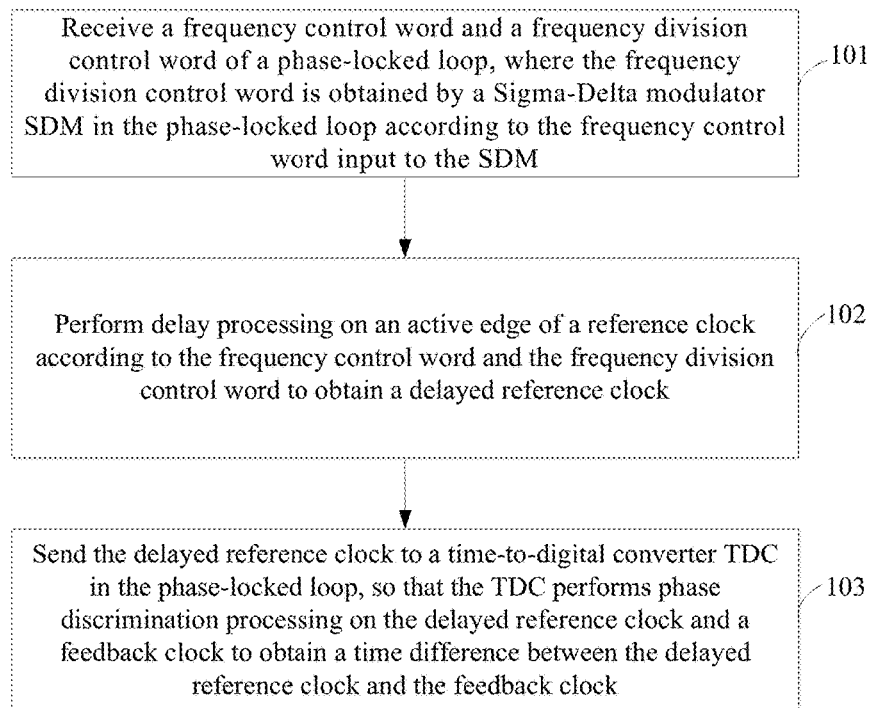 Receive a frequency control word and a frequency division
control word of a phase-locked loop, where the frequency
division control word is obtained by a Sigma-Delta modulator
SDM in the phase-locked loop according to the frequency control
word input to the SDM
101
Perform delay processing on an active edge of a reference clock
according to the frequency control word and the frequency division
control word to obtain a delayed reference clock
102
Send the delayed reference clock to a time-to-digital converter TDC
in the phase-locked loop, so that the TDC performs phase
discrimination processing on the delayed reference clock and a
feedback clock to obtain a time difference between the delayed
reference clock and the feedback clock
103